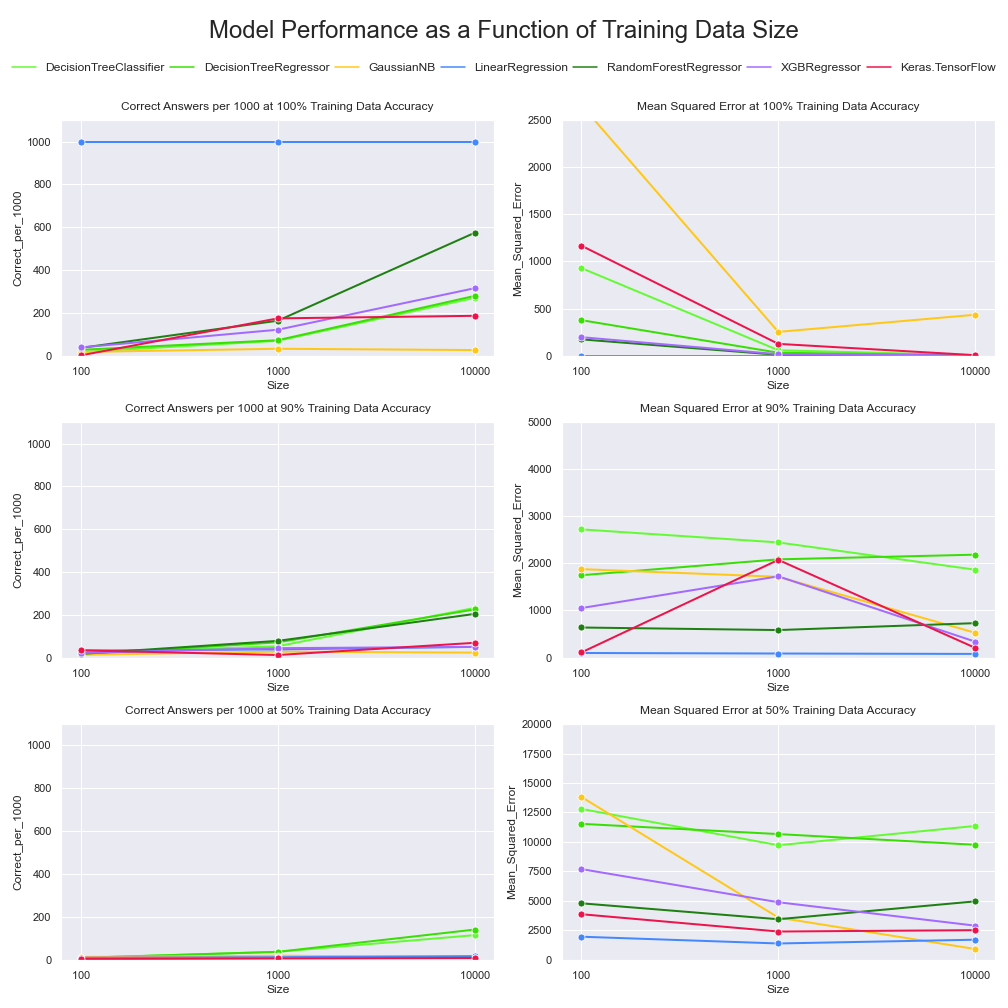 Model Performance as a Function of Training Data Size
DecisionTreeClassifier DecisionTreeRegressor GaussianNB LinearRegression RandomForestRegressor XGBRegressor Keras.TensorFlow
Correct Answers per 1000 at 100% Training Data Accuracy
Correct_per_1000
1000
800
600
400
200
0
100 1000 10000
Size
Mean Squared Error at 100% Training Data Accuracy
Mean_Squared_Error
2500
2000
1500
1000
500
0
100 1000 10000
Size
Correct Answers per 1000 at 90% Training Data Accuracy
Correct_per_1000
1000
800
600
400
200
0
100 1000 10000
Size
Mean Squared Error at 90% Training Data Accuracy
Mean_Squared_Error
5000
4000
3000
2000
1000
0
100 1000 10000
Size
Correct Answers per 1000 at 50% Training Data Accuracy
Correct_per_1000
1000
800
600
400
200
0
100 1000 10000
Size
Mean Squared Error at 50% Training Data Accuracy
Mean_Squared_Error
20000
17500
15000
12500
10000
7500
5000
2500
0
100 1000 10000
Size